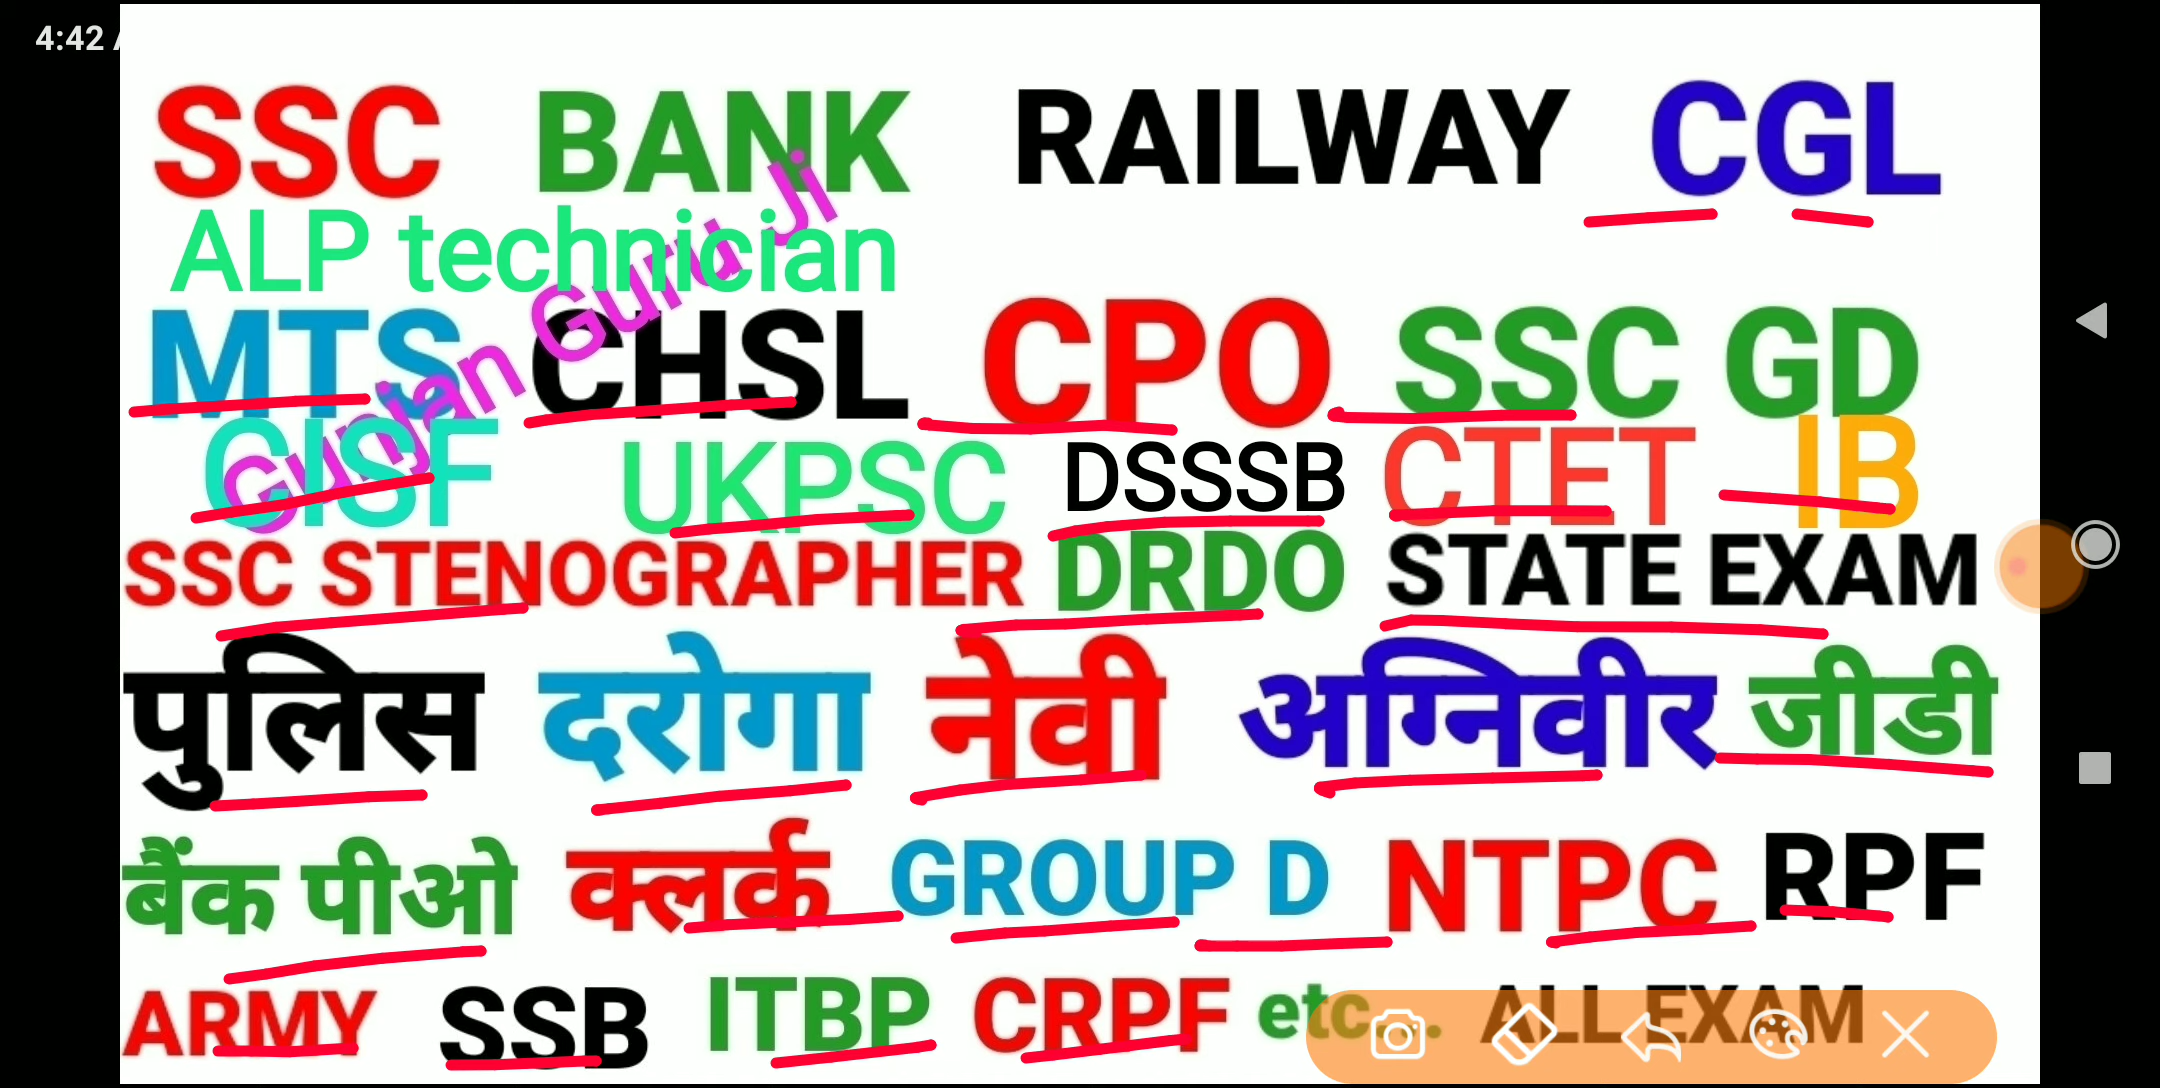 4:42
SSC BANK RAILWAY CGL
ALP technician
Gunjan Guru Ji
MTS CHSL CPO SSC GD
CISF UKPSC DSSSB CTET IB
SSC STENOGRAPHER DRDO STATE EXAM
पुलिस दरोगा नेवी अग्निवीर जीडी
बैंक पीओ क्लर्क GROUP D NTPC RPF
ARMY SSB ITBP CRPF etc... ALL EXAM